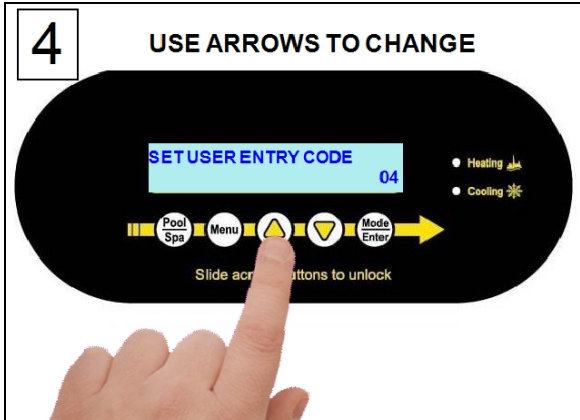 4
USE ARROWS TO CHANGE
SET USER ENTRY CODE
04
Heating
Cooling
Pool
Spa
Menu
Mode
Enter
Slide to unlock